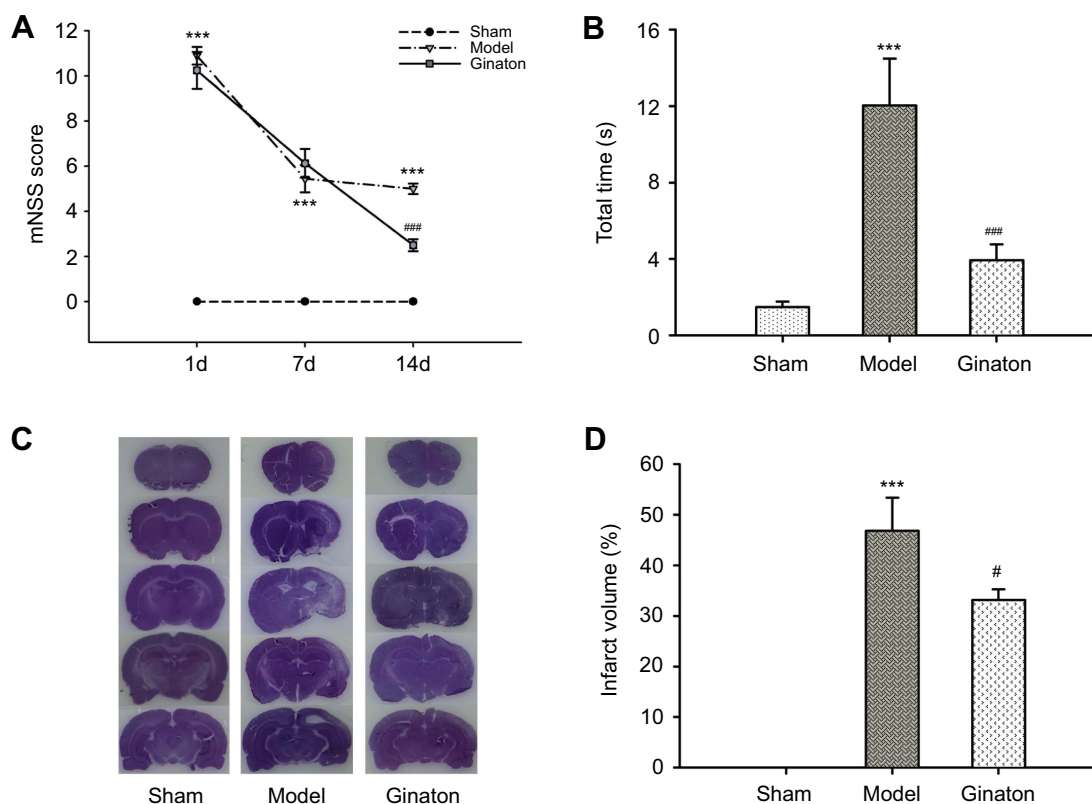 A
mNSS score
12
10
8
6
4
2
0
***
***
***
###
Sham
Model
Ginaton
1d
7d
14d
B
Total time (s)
16
12
8
4
0
***
###
Sham
Model
Ginaton
C
Sham
Model
Ginaton
D
Infarct volume (%)
60
50
40
30
20
10
0
***
#
Sham
Model
Ginaton